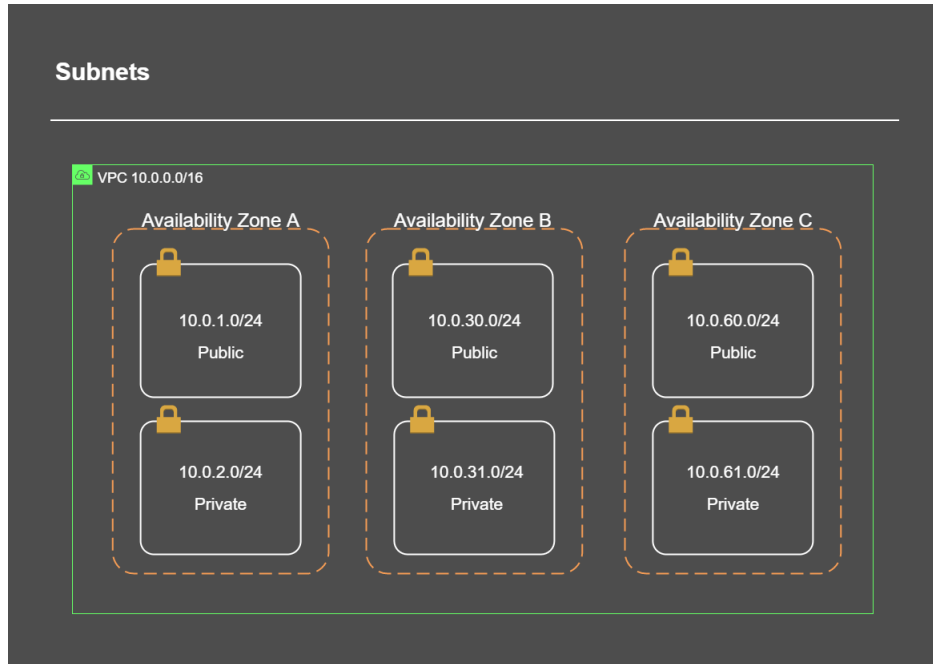 Subnets
VPC 10.0.0.0/16
Availability Zone A
Availability Zone B
Availability Zone C
10.0.1.0/24
Public
10.0.30.0/24
Public
10.0.60.0/24
Public
10.0.2.0/24
Private
10.0.31.0/24
Private
10.0.61.0/24
Private